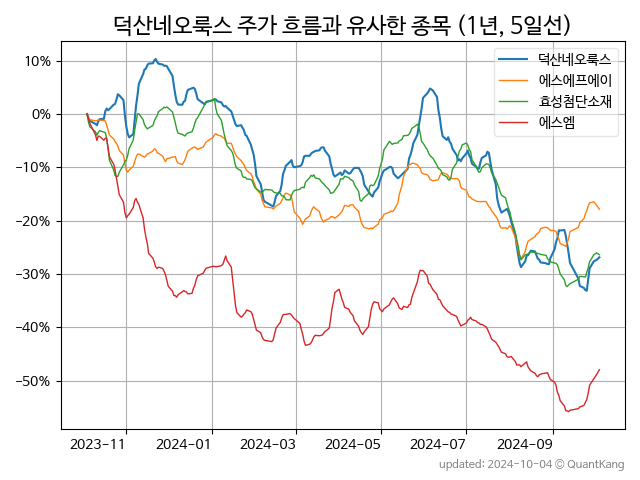 덕산네오룩스 주가 흐름과 유사한 종목 (1년, 5일선)
덕산네오룩스
에스에프에이
효성첨단소재
에스엠
10%
0%
−10%
−20%
−30%
−40%
−50%
2023-11
2024-01
2024-03
2024-05
2024-07
2024-09
updated: 2024-10-04 © QuantKang